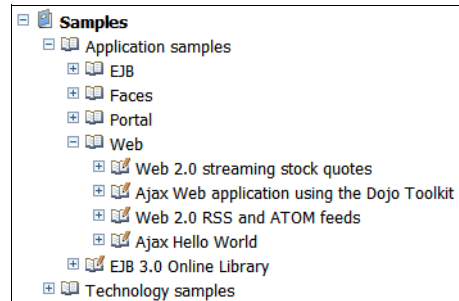 Samples
Application samples
EJB
Faces
Portal
Web
Web 2.0 streaming stock quotes
Ajax Web application using the Dojo Toolkit
Web 2.0 RSS and ATOM feeds
Ajax Hello World
EJB 3.0 Online Library
Technology samples